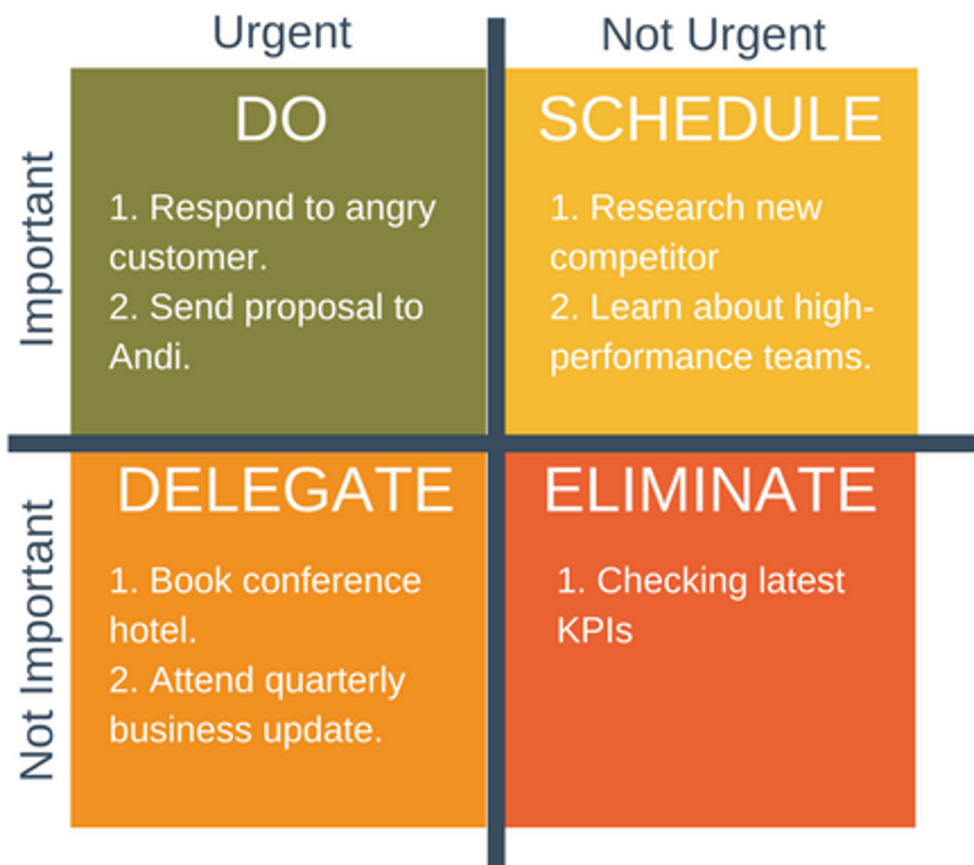 Urgent
Not Urgent
Important
DO
1. Respond to angry
customer.
2. Send proposal to
Andi.
SCHEDULE
1. Research new
competitor
2. Learn about high-
performance teams.
Not Important
DELEGATE
1. Book conference
hotel.
2. Attend quarterly
business update.
ELIMINATE
1. Checking latest
KPIs